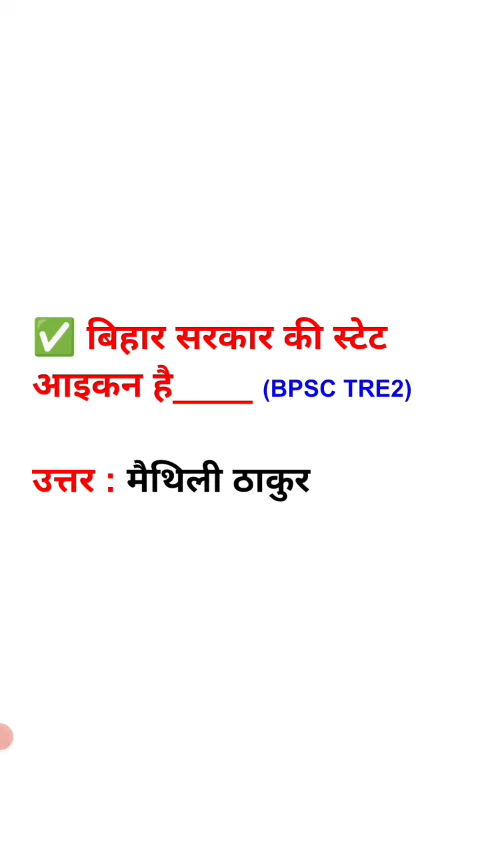 ✅ बिहार सरकार की स्टेट
आइकन है_____ (BPSC TRE2)
उत्तर : मैथिली ठाकुर